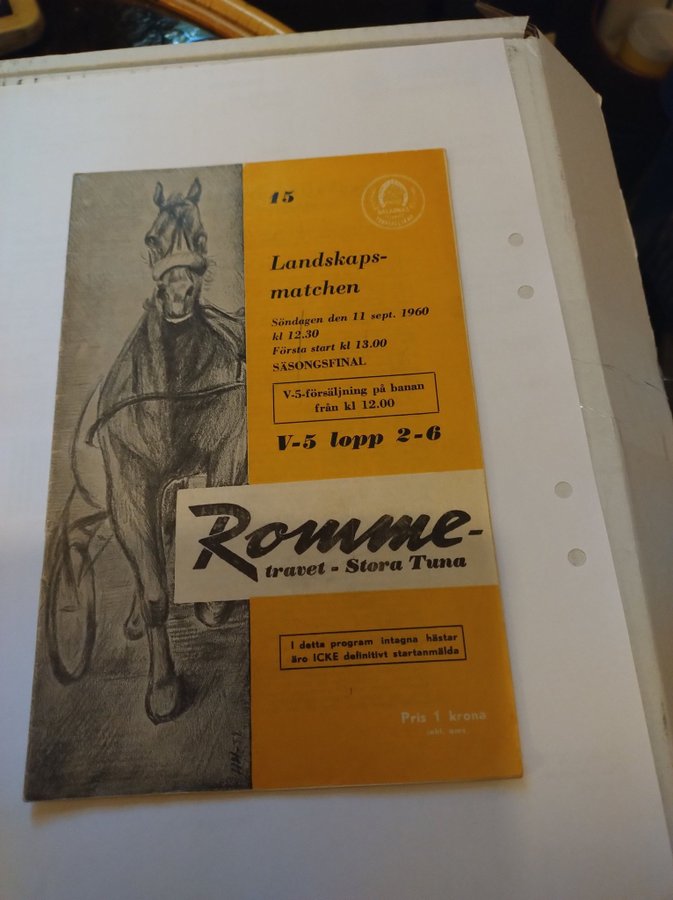 15
Landskaps-
matchen
Söndagen den 11 sept. 1960
kl 12.30
Första start kl 13.00
SÄSONGSFINAL
V-5-försäljning på banan
från kl 12.00
V-5 lopp 2-6
Romme-
travet - Stora Tuna
I detta program intagna hästar
äro ICKE definitivt startanmälda
Pris 1 krona